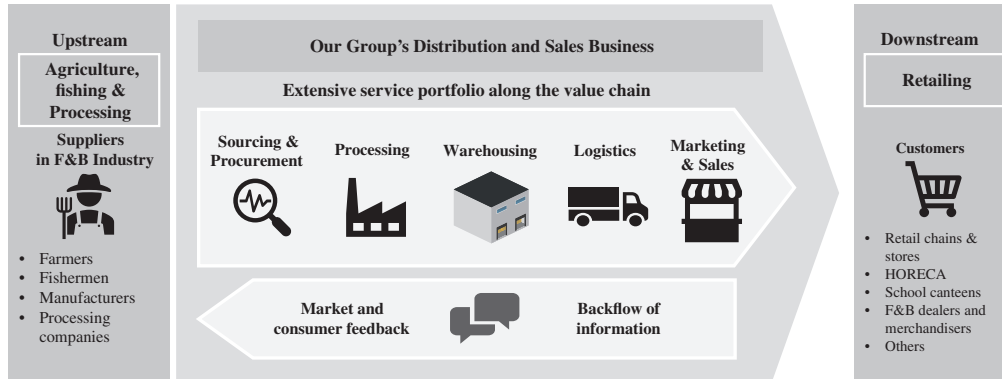 Upstream
Agriculture,
fishing &
Processing
Suppliers
in F&B Industry
• Farmers
• Fishermen
• Manufacturers
• Processing
companies
Our Group's Distribution and Sales Business
Extensive service portfolio along the value chain
Sourcing &
Procurement
Processing
Warehousing
Logistics
Marketing
& Sales
Market and
consumer feedback
Backflow of
information
Downstream
Retailing
Customers
• Retail chains &
stores
• HORECA
• School canteens
• F&B dealers and
merchandisers
• Others